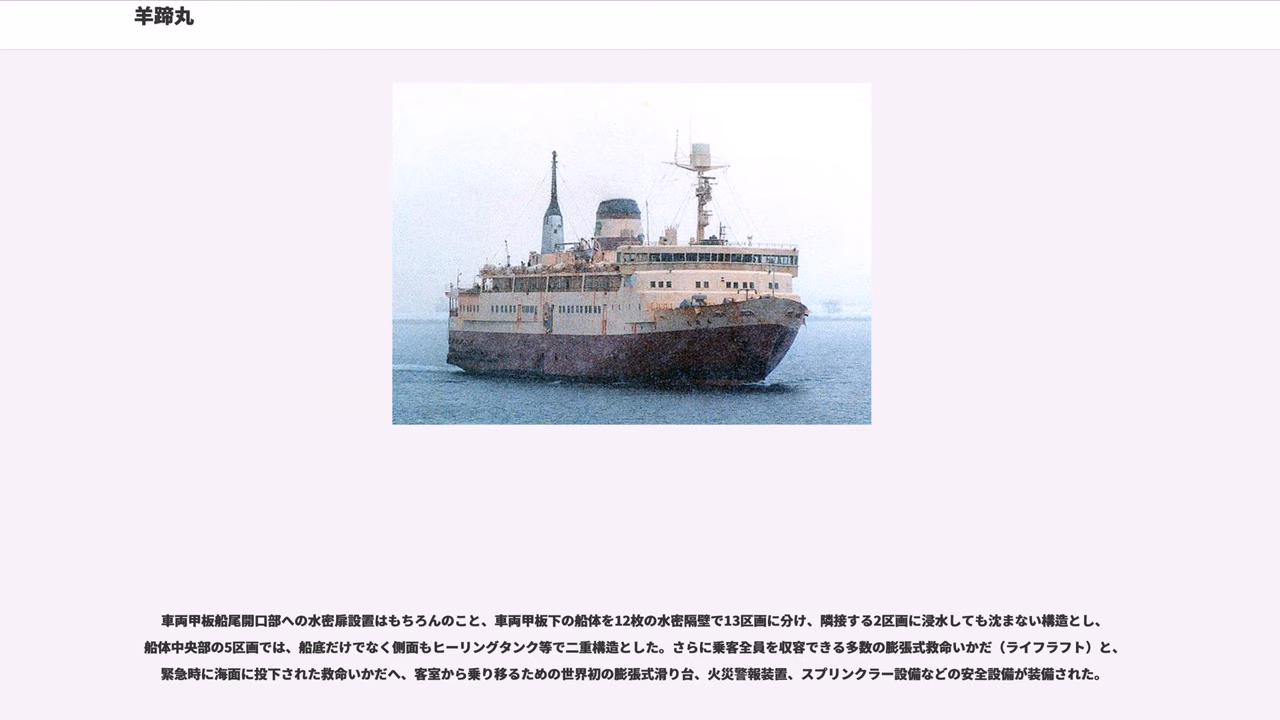 羊蹄丸
車両甲板船尾開口部への水密扉設置はもちろんのこと、車両甲板下の船体を12枚の水密隔壁で13区画に分け、隣接する2区画に浸水しても沈まない構造とし、
船体中央部の5区画では、船底だけでなく側面もヒーリングタンク等で二重構造とした。さらに乗客全員を収容できる多数の膨張式救命いかだ（ライフラフト）と、
緊急時に海面に投下された救命いかだへ、客室から乗り移るための世界初の膨張式滑り台、火災警報装置、スプリンクラー設備などの安全設備が装備された。